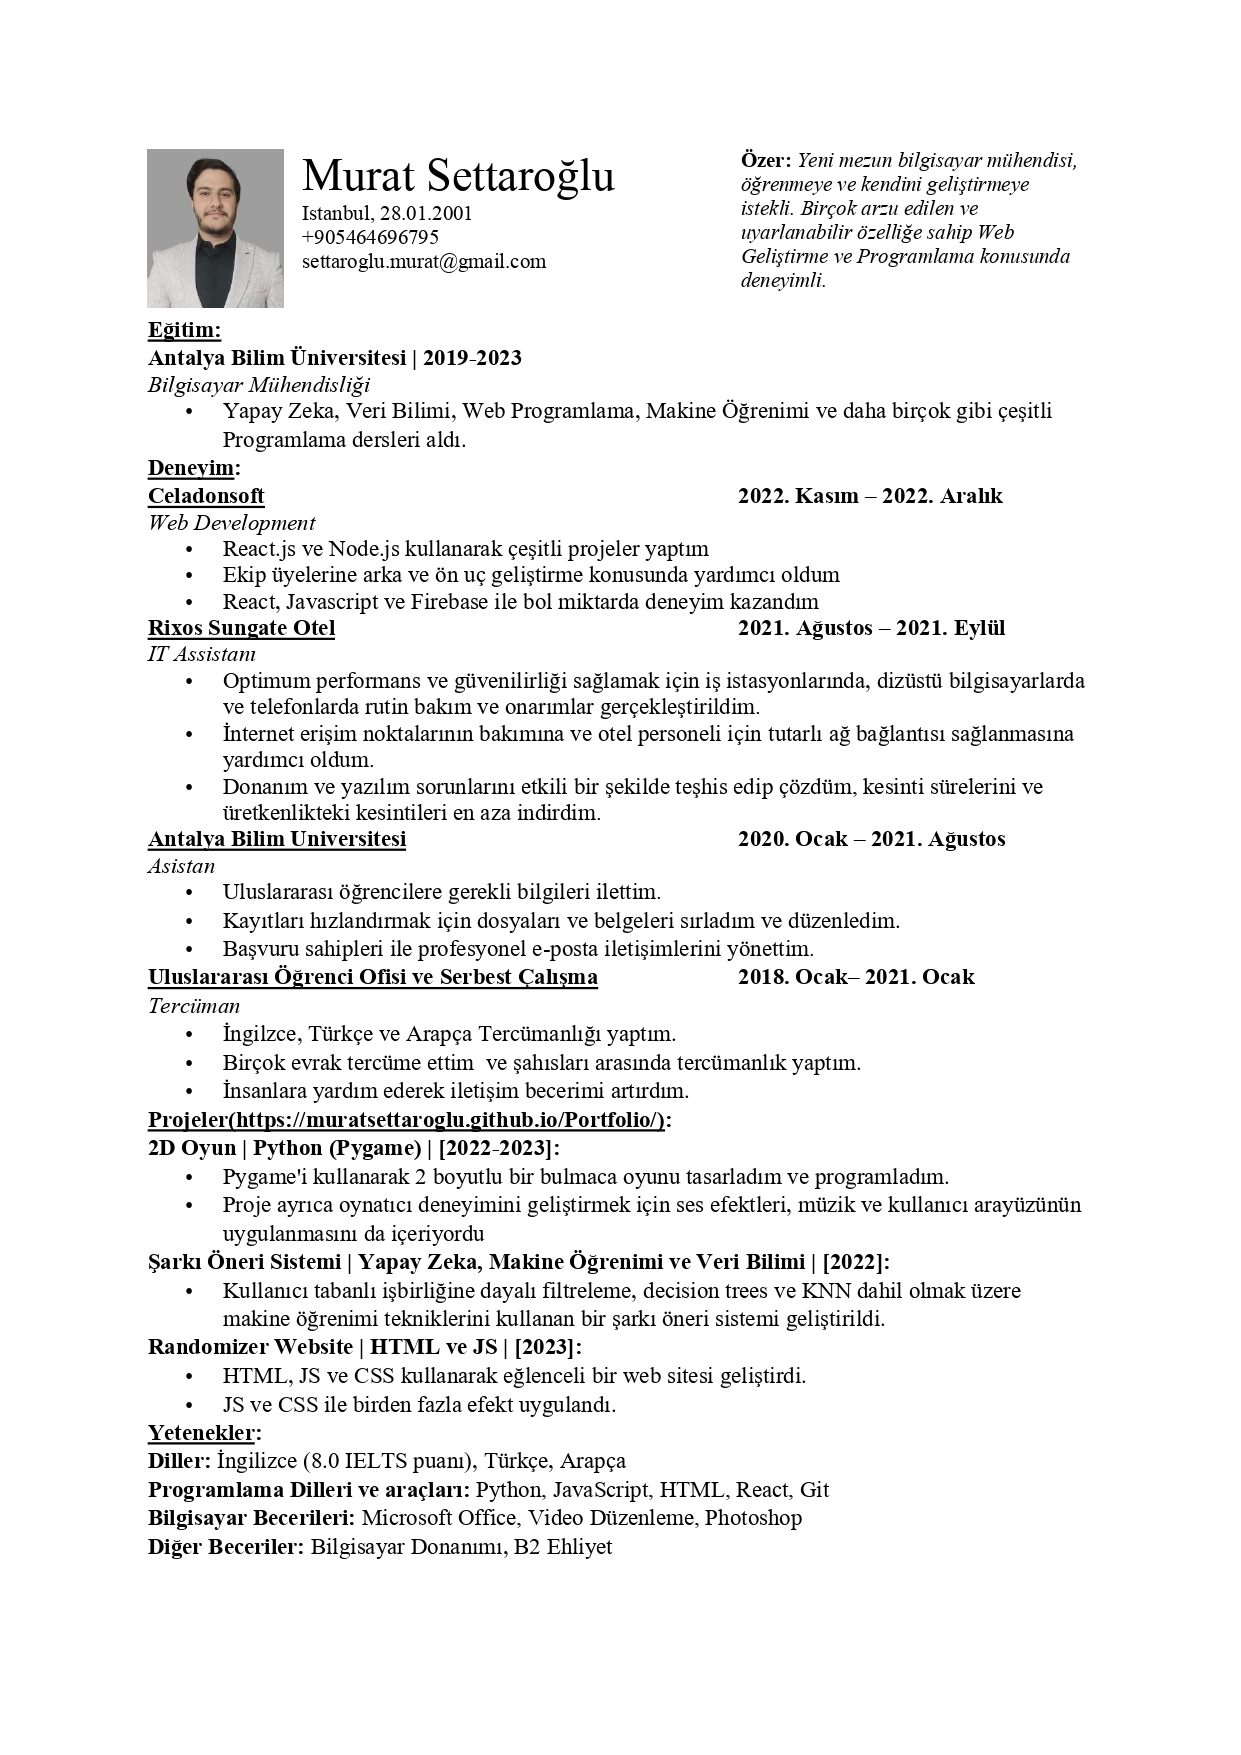 Murat Settaroğlu
Istanbul, 28.01.2001
+905464696795
settaroglu.murat@gmail.com
Özer: Yeni mezun bilgisayar mühendisi,
öğrenmeye ve kendini geliştirmeye
istekli. Birçok arzu edilen ve
uyarlanabilir özelliğe sahip Web
Geliştirme ve Programlama konusunda
deneyimli.
Eğitim:
Antalya Bilim Üniversitesi | 2019-2023
Bilgisayar Mühendisliği
• Yapay Zeka, Veri Bilimi, Web Programlama, Makine Öğrenimi ve daha birçok gibi çeşitli
Programlama dersleri aldı.
Deneyim:
Celadonsoft 2022. Kasım – 2022. Aralık
Web Development
• React.js ve Node.js kullanarak çeşitli projeler yaptım
• Ekip üyelerine arka ve ön uç geliştirme konusunda yardımcı oldum
• React, Javascript ve Firebase ile bol miktarda deneyim kazandım
Rixos Sungate Otel 2021. Ağustos – 2021. Eylül
IT Assistanı
• Optimum performans ve güvenilirliği sağlamak için iş istasyonlarında, dizüstü bilgisayarlarda
ve telefonlarda rutin bakım ve onarımlar gerçekleştirildim.
• İnternet erişim noktalarının bakımına ve otel personeli için tutarlı ağ bağlantısı sağlanmasına
yardımcı oldum.
• Donanım ve yazılım sorunlarını etkili bir şekilde teşhis edip çözdüm, kesinti sürelerini ve
üretkenlikteki kesintileri en aza indirdim.
Antalya Bilim Universitesi 2020. Ocak – 2021. Ağustos
Asistan
• Uluslararası öğrencilere gerekli bilgileri ilettim.
• Kayıtları hızlandırmak için dosyaları ve belgeleri sırladım ve düzenledim.
• Başvuru sahipleri ile profesyonel e-posta iletişimlerini yönettim.
Uluslararası Öğrenci Ofisi ve Serbest Çalışma 2018. Ocak– 2021. Ocak
Tercüman
• İngilzce, Türkçe ve Arapça Tercümanlığı yaptım.
• Birçok evrak tercüme ettim  ve şahısları arasında tercümanlık yaptım.
• İnsanlara yardım ederek iletişim becerimi artırdım.
Projeler(https://muratsettaroglu.github.io/Portfolio/):
2D Oyun | Python (Pygame) | [2022-2023]:
• Pygame'i kullanarak 2 boyutlu bir bulmaca oyunu tasarladım ve programladım.
• Proje ayrıca oynatıcı deneyimini geliştirmek için ses efektleri, müzik ve kullanıcı arayüzünün
uygulanmasını da içeriyordu
Şarkı Öneri Sistemi | Yapay Zeka, Makine Öğrenimi ve Veri Bilimi | [2022]:
• Kullanıcı tabanlı işbirliğine dayalı filtreleme, decision trees ve KNN dahil olmak üzere
makine öğrenimi tekniklerini kullanan bir şarkı öneri sistemi geliştirildi.
Randomizer Website | HTML ve JS | [2023]:
• HTML, JS ve CSS kullanarak eğlenceli bir web sitesi geliştirdi.
• JS ve CSS ile birden fazla efekt uygulandı.
Yetenekler:
Diller: İngilizce (8.0 IELTS puanı), Türkçe, Arapça
Programlama Dilleri ve araçları: Python, JavaScript, HTML, React, Git
Bilgisayar Becerileri: Microsoft Office, Video Düzenleme, Photoshop
Diğer Beceriler: Bilgisayar Donanımı, B2 Ehliyet